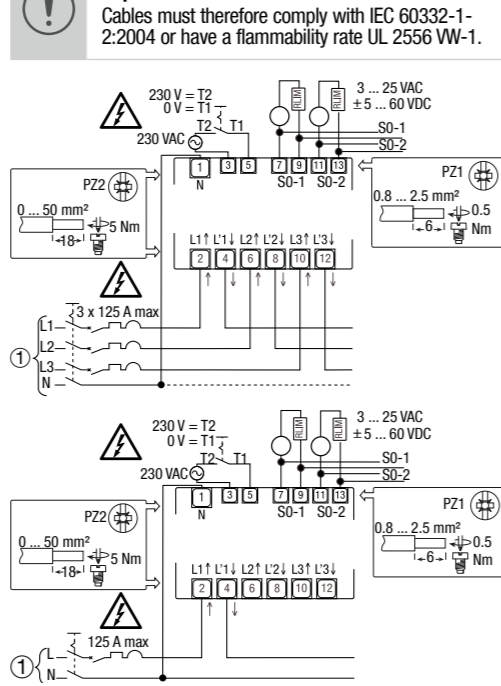 Cables must therefore comply with IEC 60332-1-
2:2004 or have a flammability rate UL 2556 VW-1.
230 V = T2
0 V = T1
T2 T1
230 VAC
3 ... 25 VAC
± 5 ... 60 VDC
RLIM RLIM
S0-1
S0-2
1 3 5 7 9 11 13
N S0-1 S0-2
PZ2
0 ... 50 mm²
5 Nm
18
PZ1
0.8 ... 2.5 mm²
0.5
Nm
6
L1↑ L'1↓ L2↑ L'2↓ L3↑ L'3↓
2 4 6 8 10 12
3 x 125 A max
L1
L2
① L3
N
230 V = T2
0 V = T1
T2 T1
230 VAC
3 ... 25 VAC
± 5 ... 60 VDC
RLIM RLIM
S0-1
S0-2
1 3 5 7 9 11 13
N S0-1 S0-2
PZ2
0 ... 50 mm²
5 Nm
18
PZ1
0.8 ... 2.5 mm²
0.5
Nm
6
L1↑ L'1↓ L2↑ L'2↓ L3↑ L'3↓
2 4 6 8 10 12
125 A max
① L
N